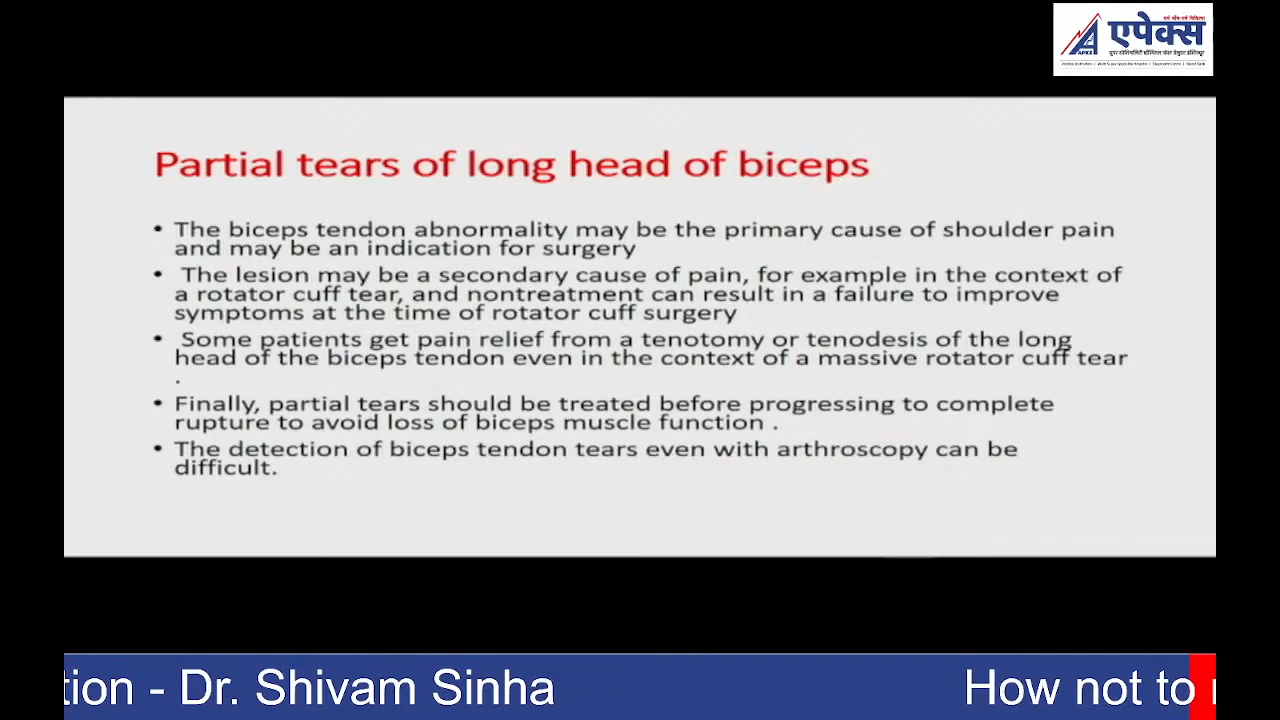 एपेक्स
APEX
Partial tears of long head of biceps
• The biceps tendon abnormality may be the primary cause of shoulder pain
and may be an indication for surgery
• The lesion may be a secondary cause of pain, for example in the context of
a rotator cuff tear, and nontreatment can result in a failure to improve
symptoms at the time of rotator cuff surgery
• Some patients get pain relief from a tenotomy or tenodesis of the long
head of the biceps tendon even in the context of a massive rotator cuff tear
.
• Finally, partial tears should be treated before progressing to complete
rupture to avoid loss of biceps muscle function .
• The detection of biceps tendon tears even with arthroscopy can be
difficult.
tion - Dr. Shivam Sinha How not to